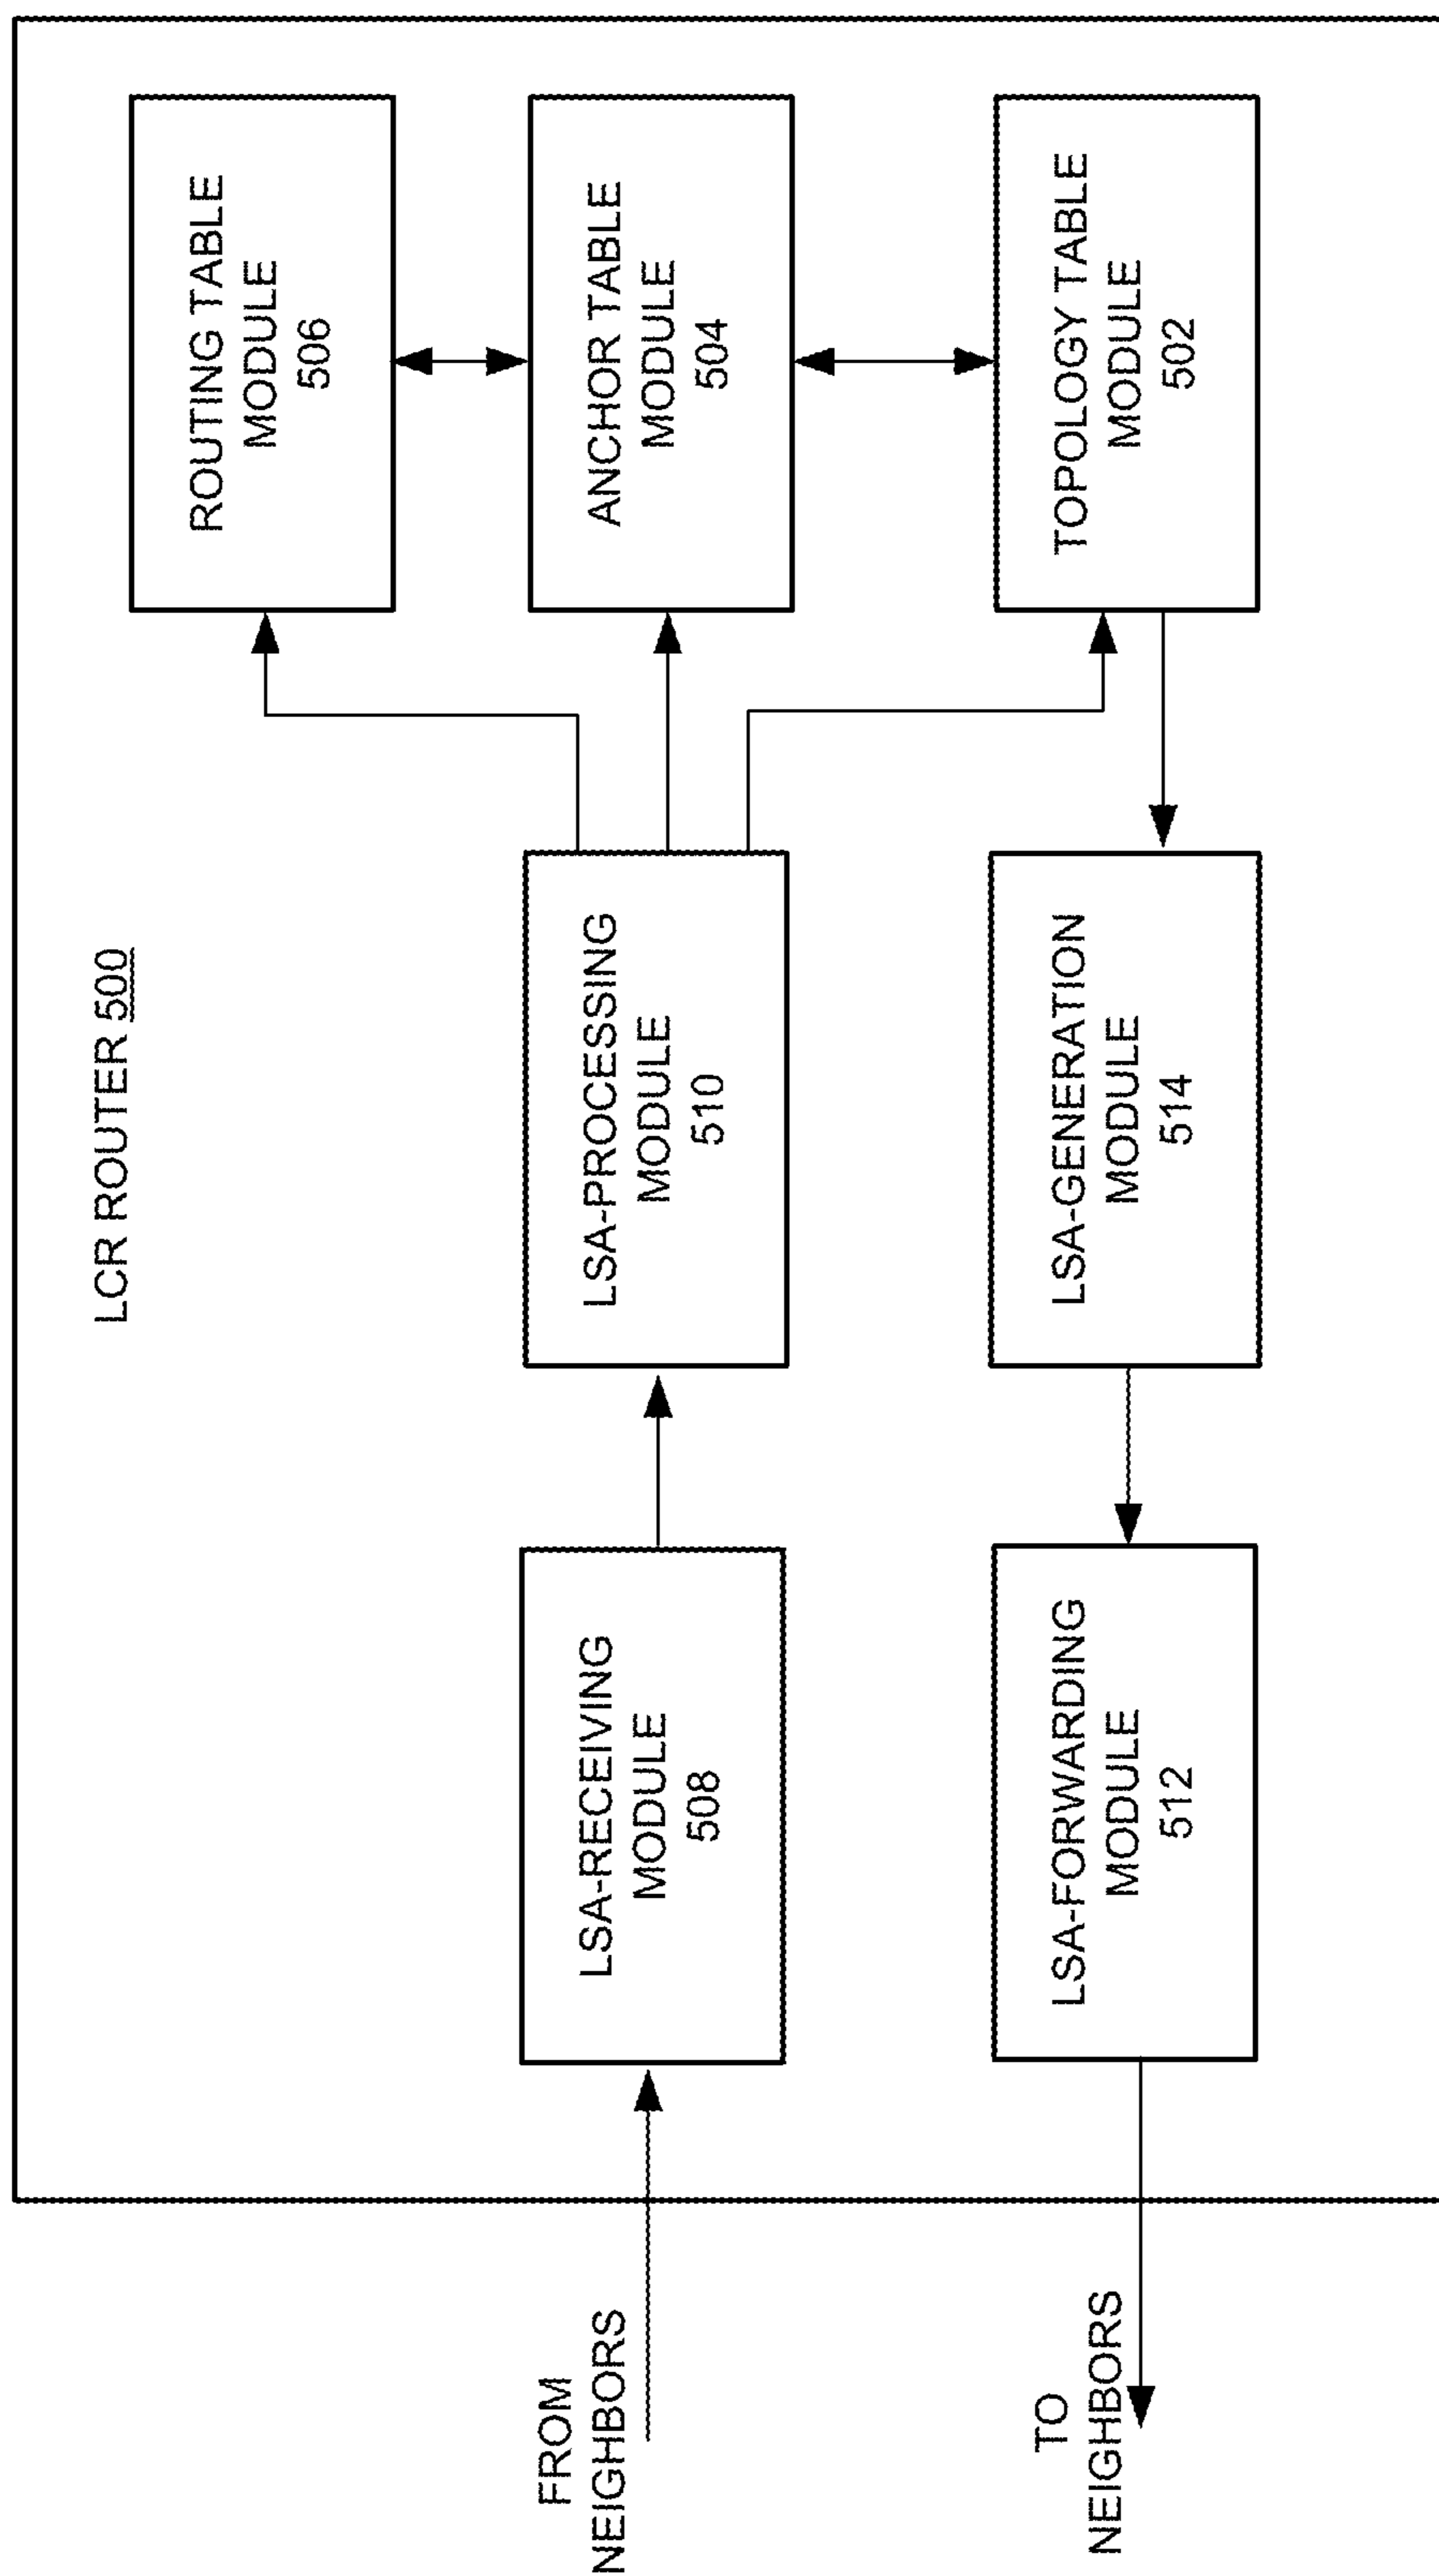 LCR ROUTER 500
ROUTING TABLE
MODULE
506
FROM
NEIGHBORS
LSA-RECEIVING
MODULE
508
LSA-PROCESSING
MODULE
510
ANCHOR TABLE
MODULE
504
TO
NEIGHBORS
LSA-FORWARDING
MODULE
512
LSA-GENERATION
MODULE
514
TOPOLOGY TABLE
MODULE
502